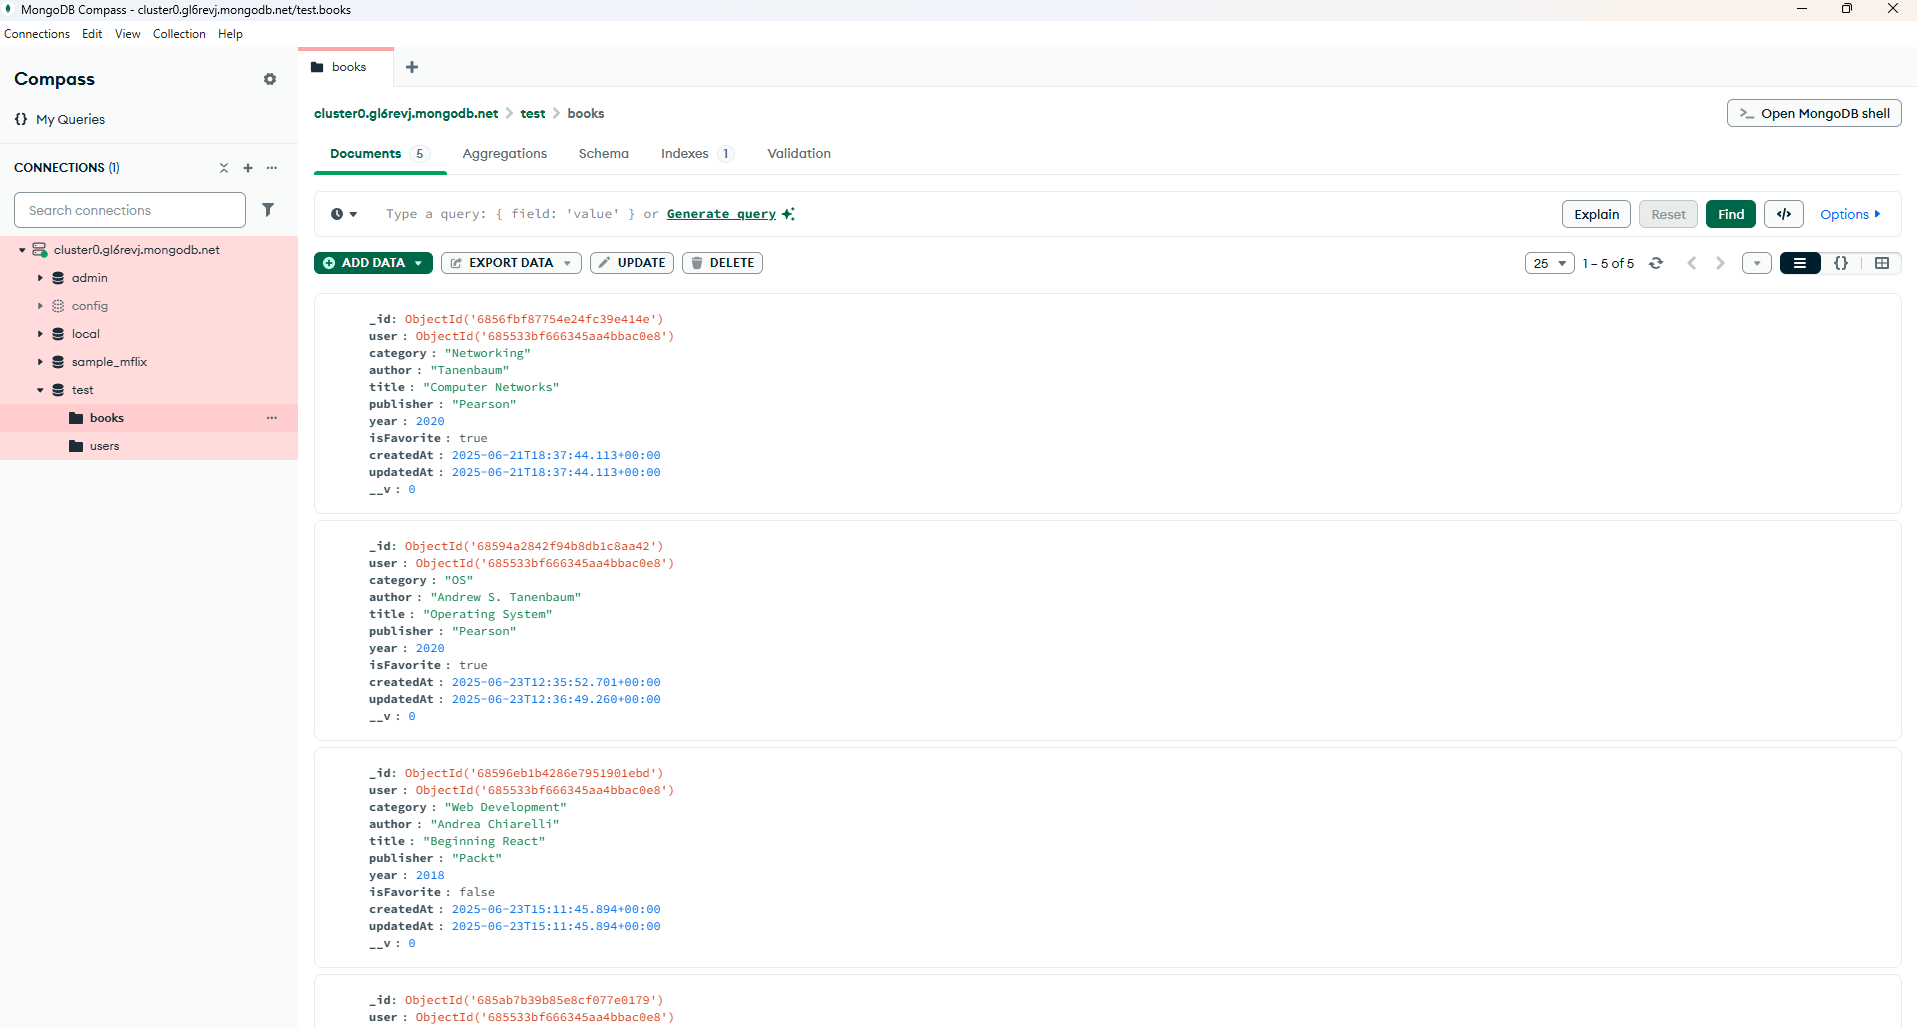 MongoDB Compass - cluster0.gl6revj.mongodb.net/test.books
Connections Edit View Collection Help
Compass
{} My Queries
CONNECTIONS (1)
Search connections
cluster0.gl6revj.mongodb.net
admin
config
local
sample_mflix
test
books
users
books
cluster0.gl6revj.mongodb.net > test > books
>_ Open MongoDB shell
Documents 5 Aggregations Schema Indexes 1 Validation
Type a query: { field: 'value' } or Generate query
Explain Reset Find </> Options
ADD DATA EXPORT DATA UPDATE DELETE
25 1 – 5 of 5 {}
_id: ObjectId('6856fbf87754e24fc39e414e')
user : ObjectId('685533bf666345aa4bbac0e8')
category : "Networking"
author : "Tanenbaum"
title : "Computer Networks"
publisher : "Pearson"
year : 2020
isFavorite : true
createdAt : 2025-06-21T18:37:44.113+00:00
updatedAt : 2025-06-21T18:37:44.113+00:00
__v : 0
_id: ObjectId('68594a2842f94b8db1c8aa42')
user : ObjectId('685533bf666345aa4bbac0e8')
category : "OS"
author : "Andrew S. Tanenbaum"
title : "Operating System"
publisher : "Pearson"
year : 2020
isFavorite : true
createdAt : 2025-06-23T12:35:52.701+00:00
updatedAt : 2025-06-23T12:36:49.260+00:00
__v : 0
_id: ObjectId('68596eb1b4286e7951901ebd')
user : ObjectId('685533bf666345aa4bbac0e8')
category : "Web Development"
author : "Andrea Chiarelli"
title : "Beginning React"
publisher : "Packt"
year : 2018
isFavorite : false
createdAt : 2025-06-23T15:11:45.894+00:00
updatedAt : 2025-06-23T15:11:45.894+00:00
__v : 0
_id: ObjectId('685ab7b39b85e8cf077e0179')
user : ObjectId('685533bf666345aa4bbac0e8')